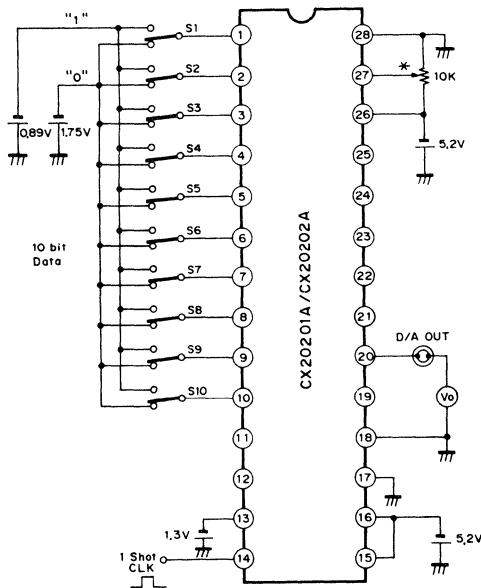 "1"
"0"
0.89V
1.75V
10 bit
Data
S1
S2
S3
S4
S5
S6
S7
S8
S9
S10
1
2
3
4
5
6
7
8
9
10
11
12
13
14
1.3V
1 Shot
CLK
CX20201A/CX20202A
28
27
26
25
24
23
22
21
20
19
18
17
16
15
*
10K
5.2V
D/A OUT
Vo
5.2V